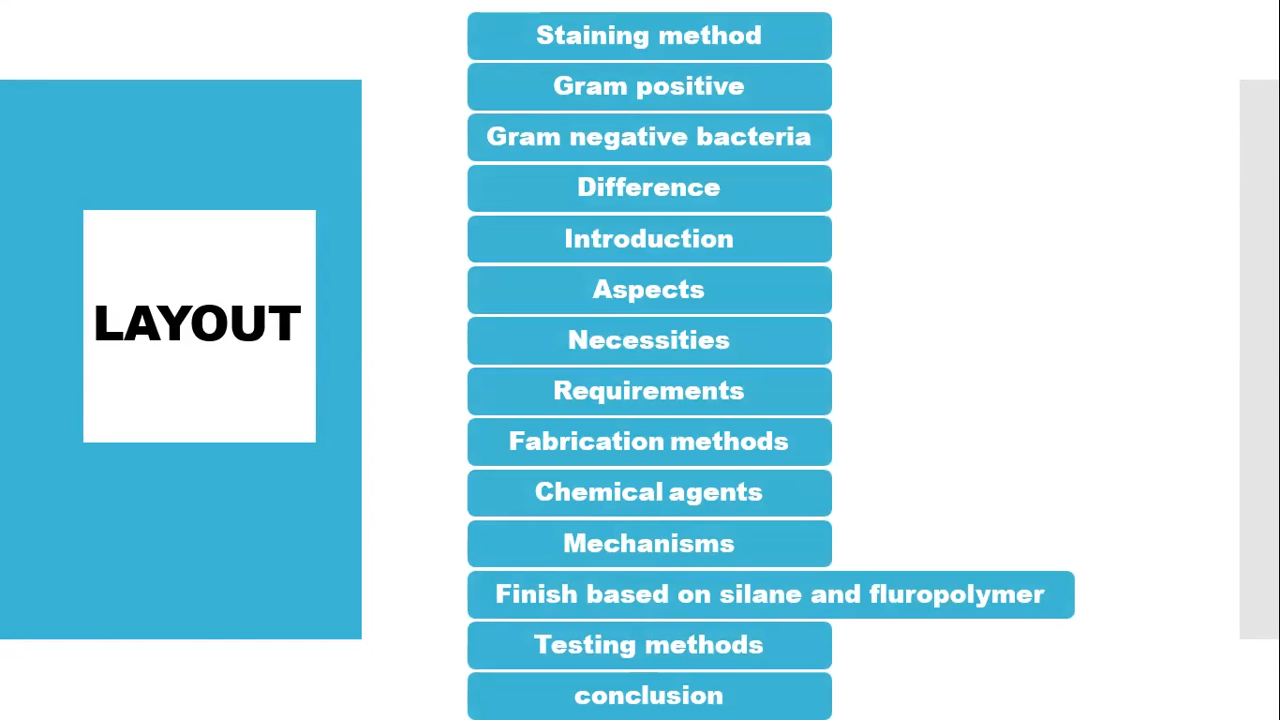 LAYOUT
Staining method
Gram positive
Gram negative bacteria
Difference
Introduction
Aspects
Necessities
Requirements
Fabrication methods
Chemical agents
Mechanisms
Finish based on silane and fluropolymer
Testing methods
conclusion